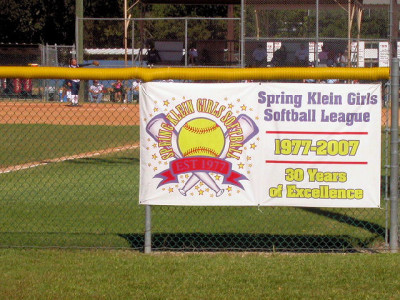 SPRING KLEIN GIRLS SOFTBALL
EST 1977
Spring Klein Girls
Softball League
1977-2007
30 Years
of Excellence